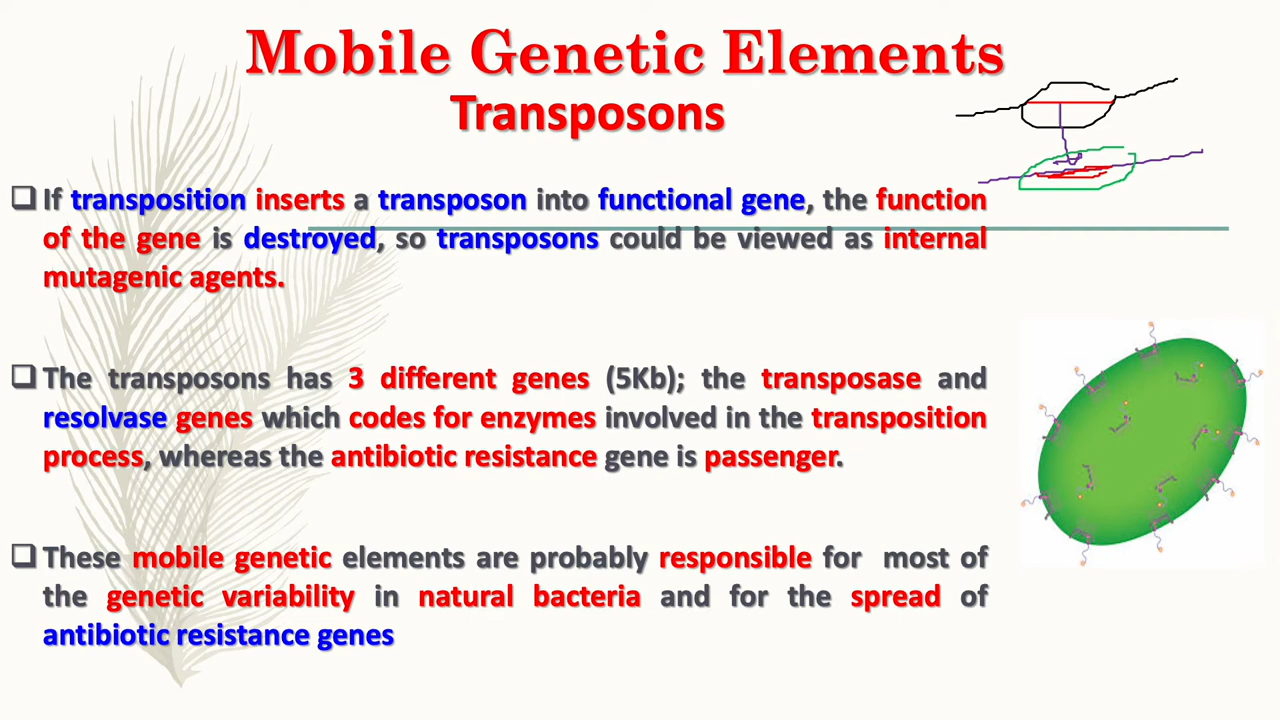 Mobile Genetic Elements
Transposons
❑ If transposition inserts a transposon into functional gene, the function
of the gene is destroyed, so transposons could be viewed as internal
mutagenic agents.
❑ The transposons has 3 different genes (5Kb); the transposase and
resolvase genes which codes for enzymes involved in the transposition
process, whereas the antibiotic resistance gene is passenger.
❑ These mobile genetic elements are probably responsible for most of
the genetic variability in natural bacteria and for the spread of
antibiotic resistance genes